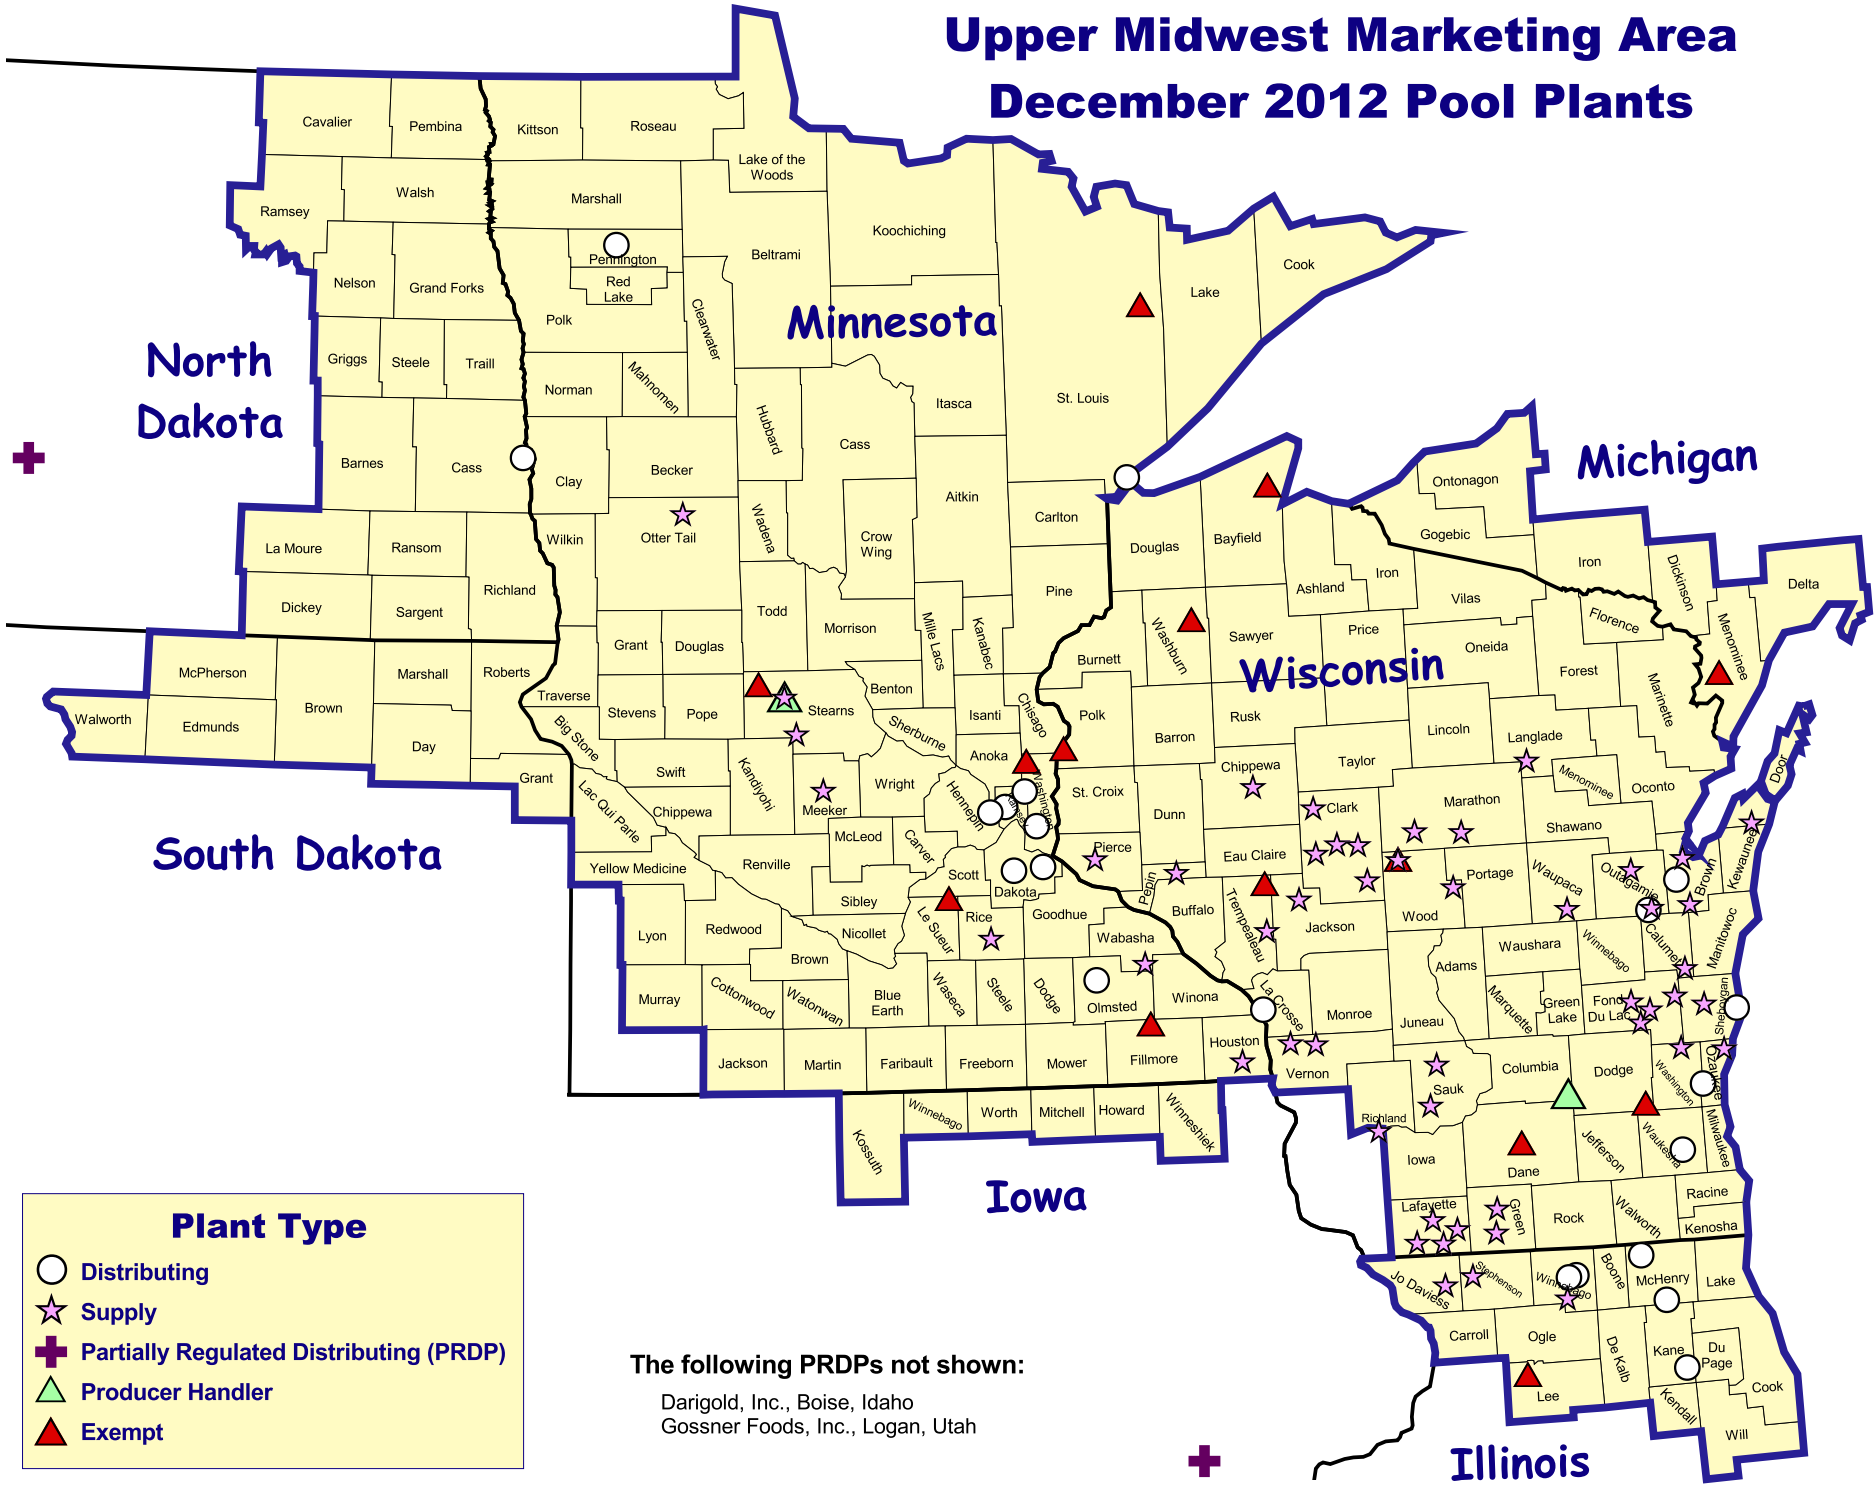 Upper Midwest Marketing Area
December 2012 Pool Plants
Cavalier
Pembina
Kittson
Roseau
Lake of the
Woods
Walsh
Ramsey
Marshall
Koochiching
Beltrami
Pennington
Red
Lake
Nelson
Grand Forks
Polk
Clearwater
Cook
Lake
Minnesota
North
Dakota
Griggs
Steele
Traill
Norman
Mahnomen
Hubbard
Itasca
St. Louis
Cass
Barnes
Cass
Clay
Becker
Michigan
Ontonagon
Aitkin
Carlton
Wadena
Crow
Wing
Otter Tail
Wilkin
La Moure
Ransom
Richland
Dickey
Sargent
Douglas
Bayfield
Gogebic
Iron
Dickinson
Delta
Ashland
Iron
Vilas
Florence
Menominee
Pine
Todd
Morrison
Mille Lacs
Kanabec
Grant
Douglas
Burnett
Washburn
Sawyer
Price
Oneida
Forest
Marinette
Wisconsin
McPherson
Marshall
Roberts
Traverse
Walworth
Edmunds
Brown
Day
Grant
Big Stone
Stevens
Pope
Stearns
Benton
Sherburne
Isanti
Chisago
Anoka
Polk
Barron
Rusk
Lincoln
Langlade
Taylor
Chippewa
Menominee
Oconto
Door
Swift
Kandiyohi
Meeker
Wright
Hennepin
Ramsey
Washington
St. Croix
Dunn
Clark
Marathon
Shawano
Lac Qui Parle
Chippewa
McLeod
Carver
Scott
Dakota
Pierce
Pepin
Eau Claire
Portage
Waupaca
Outagamie
Brown
Kewaunee
South Dakota
Yellow Medicine
Renville
Sibley
Le Sueur
Rice
Goodhue
Wabasha
Buffalo
Trempealeau
Jackson
Wood
Waushara
Winnebago
Calumet
Manitowoc
Lyon
Redwood
Nicollet
Brown
Murray
Cottonwood
Watonwan
Blue
Earth
Waseca
Steele
Dodge
Olmsted
Winona
La Crosse
Monroe
Adams
Juneau
Marquette
Green
Lake
Fond
Du Lac
Sheboygan
Jackson
Martin
Faribault
Freeborn
Mower
Fillmore
Houston
Vernon
Sauk
Columbia
Dodge
Washington
Ozaukee
Kossuth
Winnebago
Worth
Mitchell
Howard
Winneshiek
Richland
Iowa
Dane
Jefferson
Waukesha
Milwaukee
Iowa
Lafayette
Green
Rock
Walworth
Racine
Kenosha
Jo Daviess
Stephenson
Winnebago
Boone
McHenry
Lake
Carroll
Ogle
De Kalb
Kane
Du
Page
Cook
Lee
Kendall
Will
Illinois
Plant Type
Distributing
Supply
Partially Regulated Distributing (PRDP)
Producer Handler
Exempt
The following PRDPs not shown:
Darigold, Inc., Boise, Idaho
Gossner Foods, Inc., Logan, Utah